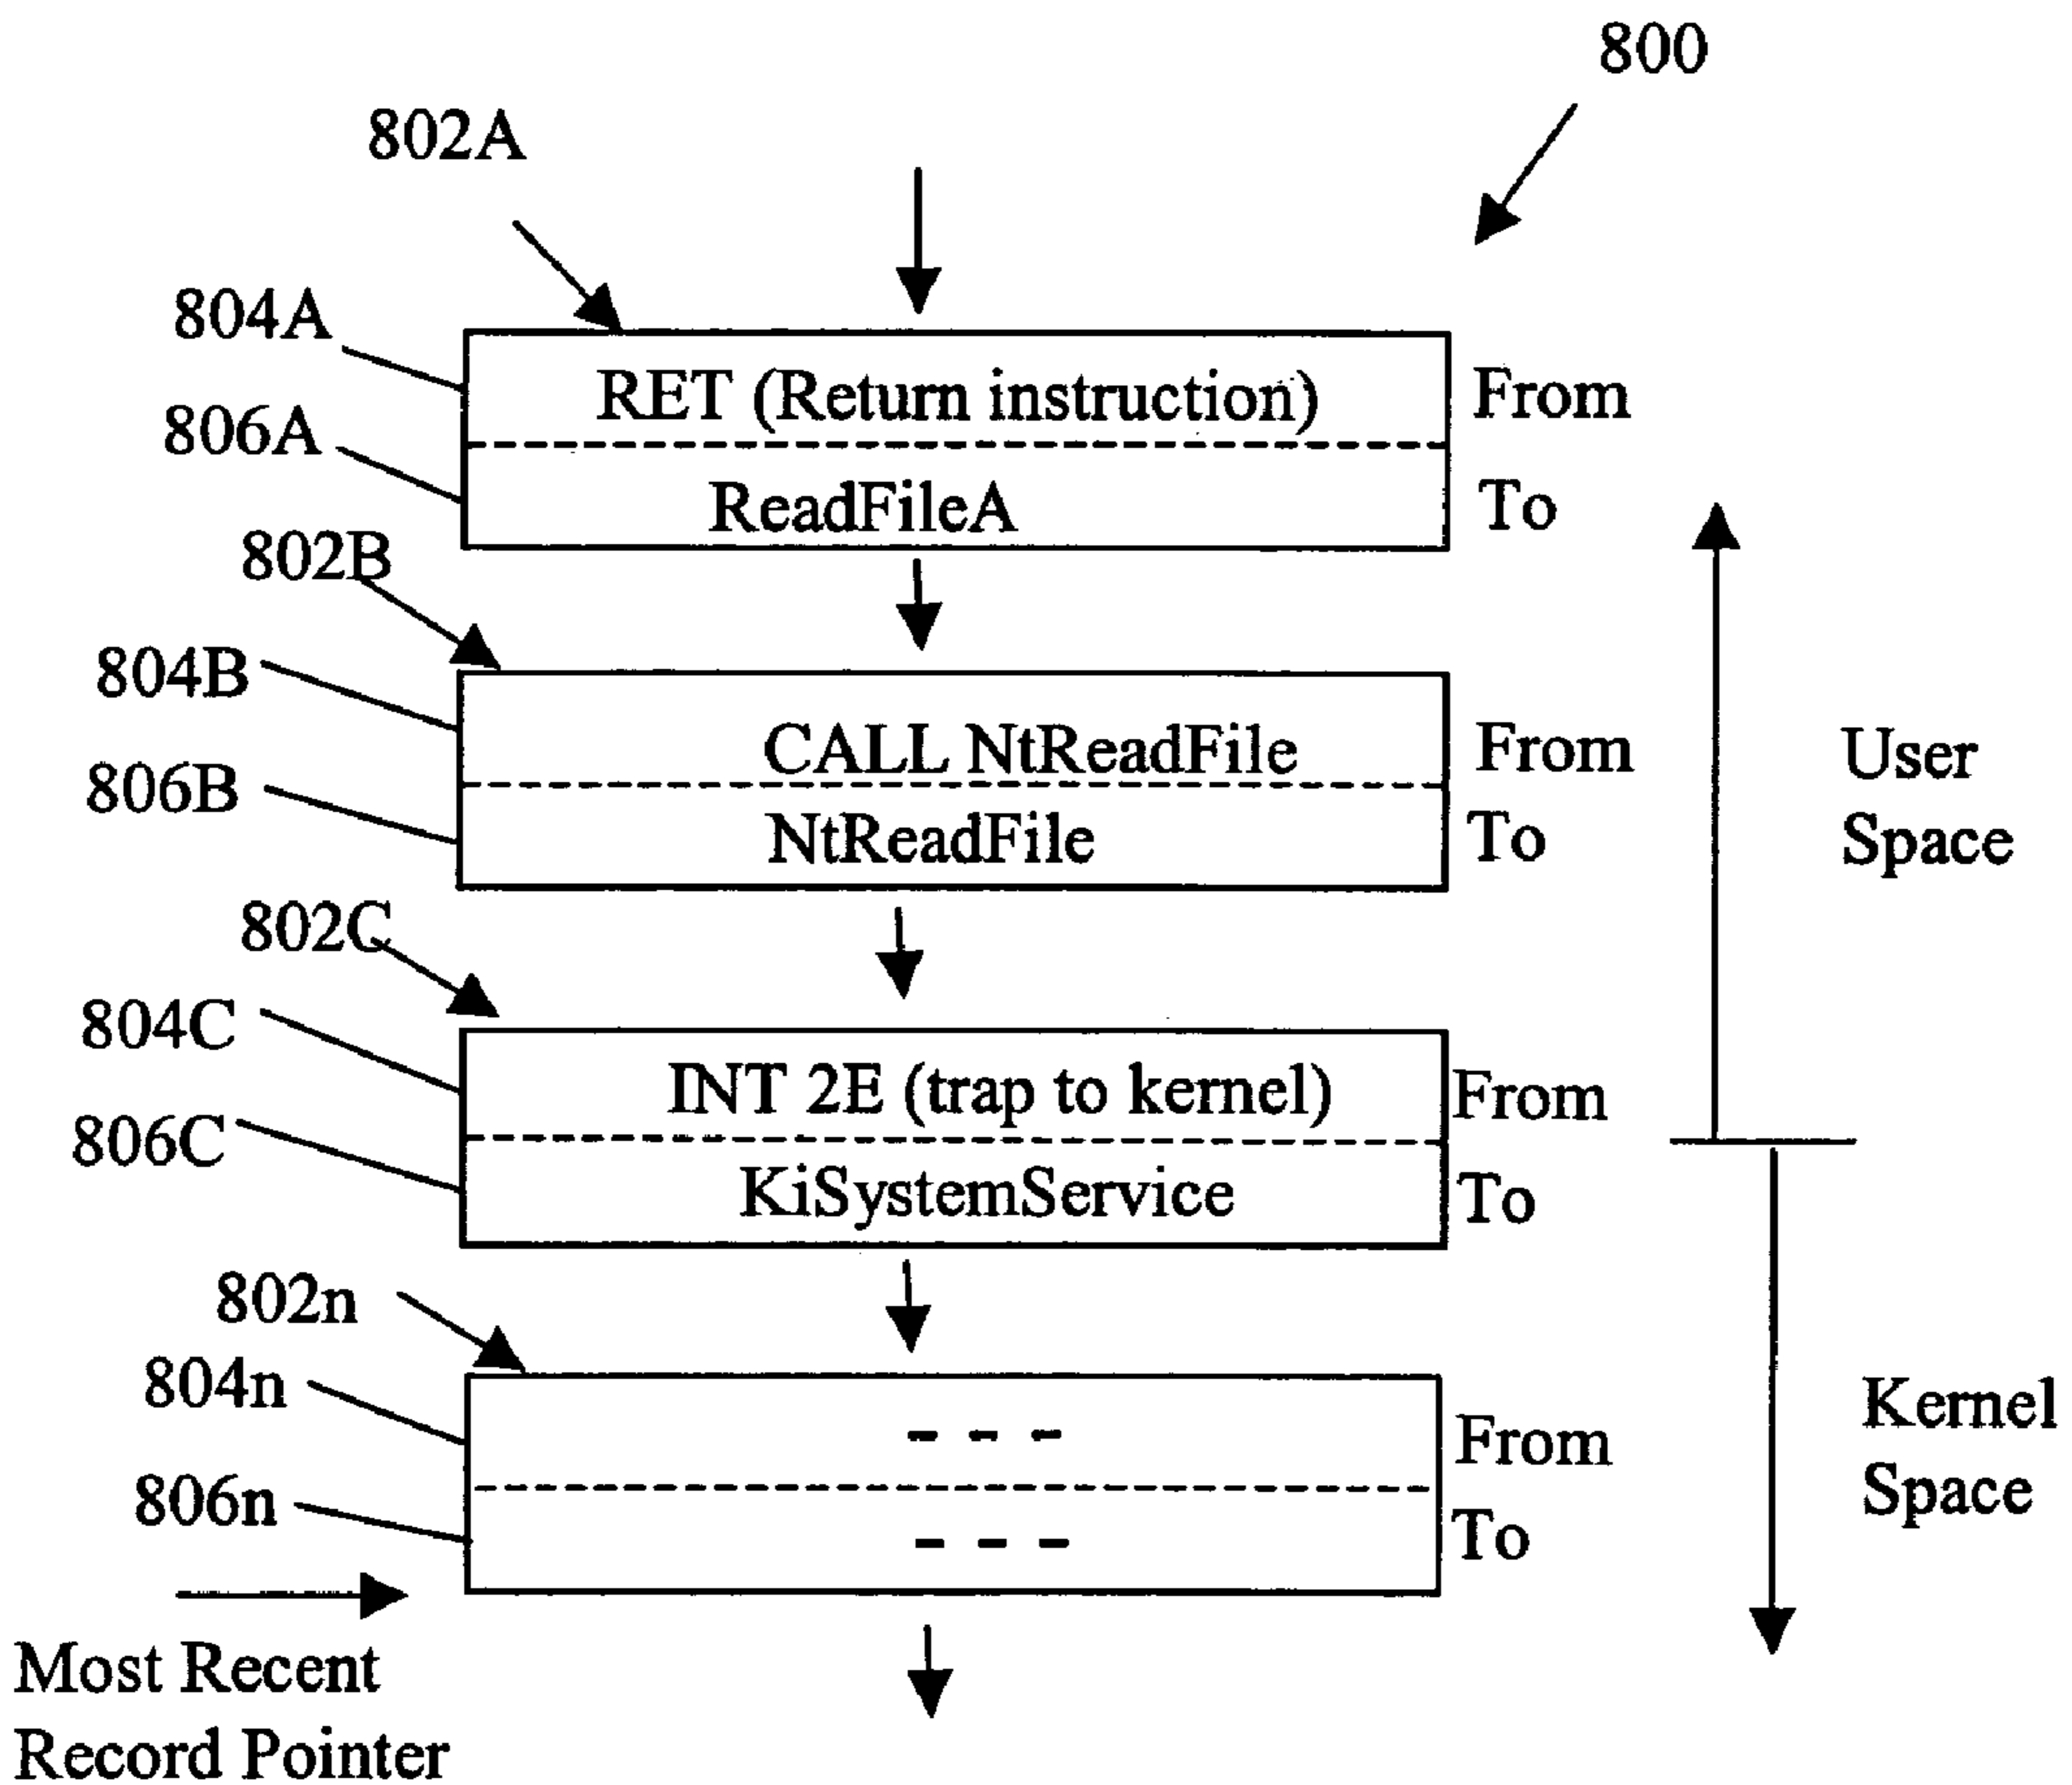 800
802A
804A
RET (Return instruction)
From
806A
ReadFileA
To
802B
804B
CALL NtReadFile
From
806B
NtReadFile
To
User
Space
802C
804C
INT 2E (trap to kernel)
From
806C
KiSystemService
To
802n
804n
- - -
From
806n
- - -
To
Kernel
Space
Most Recent
Record Pointer